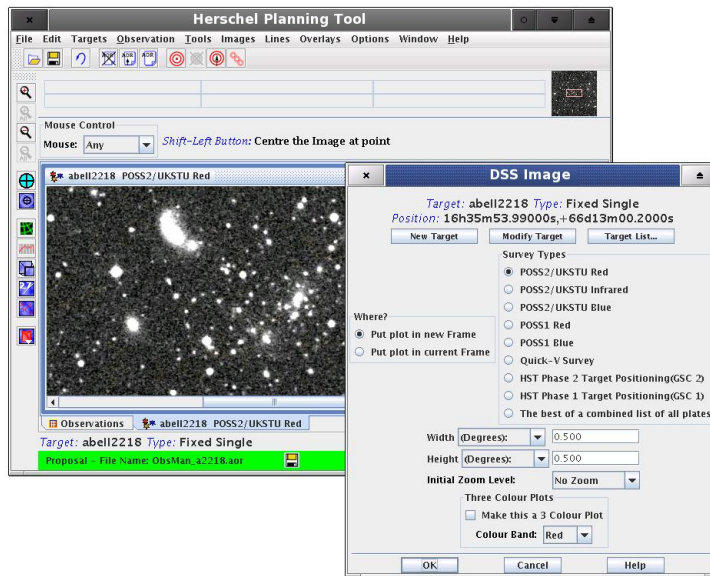 Herschel Planning Tool
File Edit Targets Observation Tools Images Lines Overlays Options Window Help
AOR AOR AOR
Mouse Control
Mouse: Any Shift-Left Button: Centre the Image at point
abell2218 POSS2/UKSTU Red
Observations abell2218 POSS2/UKSTU Red
Target: abell2218 Type: Fixed Single
Proposal - File Name: ObsMan_a2218.aor
DSS Image
Target: abell2218 Type: Fixed Single
Position: 16h35m53.99000s,+66d13m00.2000s
New Target Modify Target Target List...
Where?
Put plot in new Frame
Put plot in current Frame
Survey Types
POSS2/UKSTU Red
POSS2/UKSTU Infrared
POSS2/UKSTU Blue
POSS1 Red
POSS1 Blue
Quick-V Survey
HST Phase 2 Target Positioning(GSC 2)
HST Phase 1 Target Positioning(GSC 1)
The best of a combined list of all plates
Width (Degrees): 0.500
Height (Degrees): 0.500
Initial Zoom Level: No Zoom
Three Colour Plots
Make this a 3 Colour Plot
Colour Band: Red
OK Cancel Help